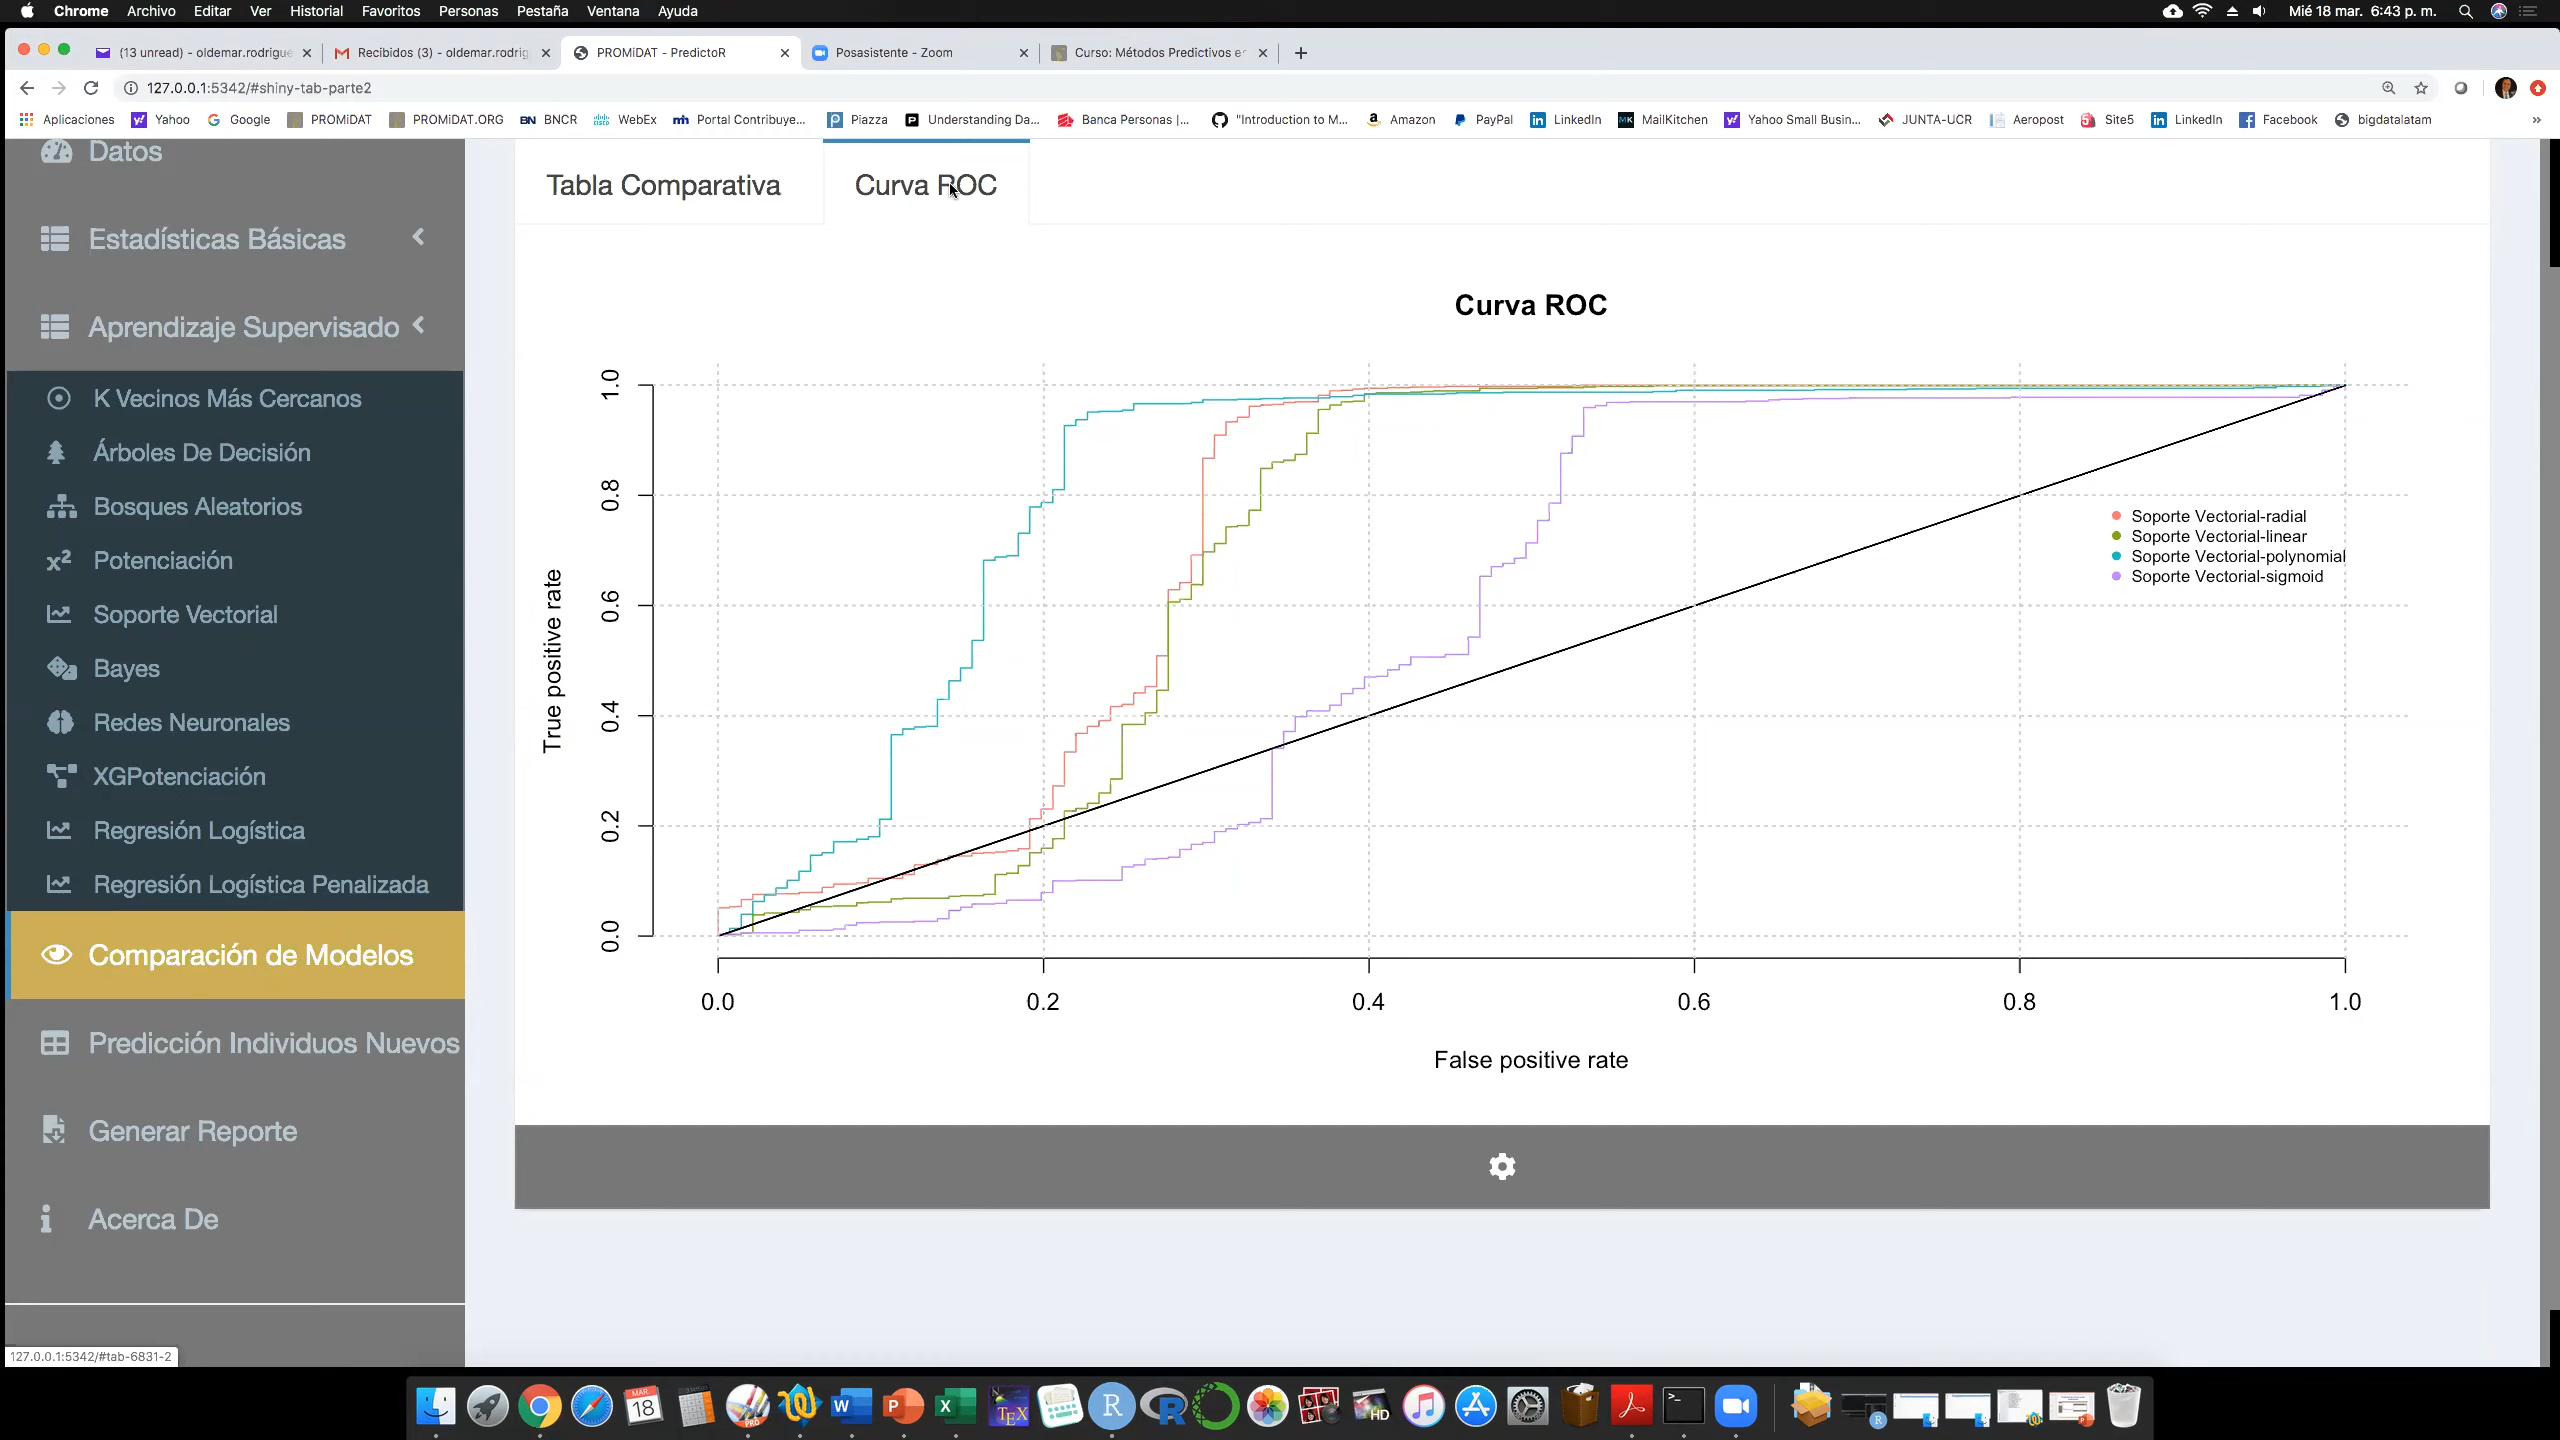 Chrome Archivo Editar Ver Historial Favoritos Personas Pestaña Ventana Ayuda Mié 18 mar. 6:43 p. m.
(13 unread) - oldemar.rodrigue Recibidos (3) - oldemar.rodrig PROMiDAT - PredictoR Posasistente - Zoom Curso: Métodos Predictivos e
127.0.0.1:5342/#shiny-tab-parte2
Aplicaciones Yahoo Google PROMiDAT PROMiDAT.ORG BN BNCR WebEx Portal Contribuye... Piazza Understanding Da... Banca Personas |... "Introduction to M... Amazon PayPal LinkedIn MailKitchen Yahoo Small Busin... JUNTA-UCR Aeropost Site5 LinkedIn Facebook bigdatalatam »
Datos
Estadísticas Básicas
Aprendizaje Supervisado
K Vecinos Más Cercanos
Árboles De Decisión
Bosques Aleatorios
x² Potenciación
Soporte Vectorial
Bayes
Redes Neuronales
XGPotenciación
Regresión Logística
Regresión Logística Penalizada
Comparación de Modelos
Predicción Individuos Nuevos
Generar Reporte
Acerca De
127.0.0.1:5342/#tab-6831-2
Tabla Comparativa Curva ROC
Curva ROC
True positive rate
1.0
0.8
0.6
0.4
0.2
0.0
Soporte Vectorial-radial
Soporte Vectorial-linear
Soporte Vectorial-polynomial
Soporte Vectorial-sigmoid
0.0 0.2 0.4 0.6 0.8 1.0
False positive rate
MAR
18
PRO
W
P
X
TEX
R
R
HD